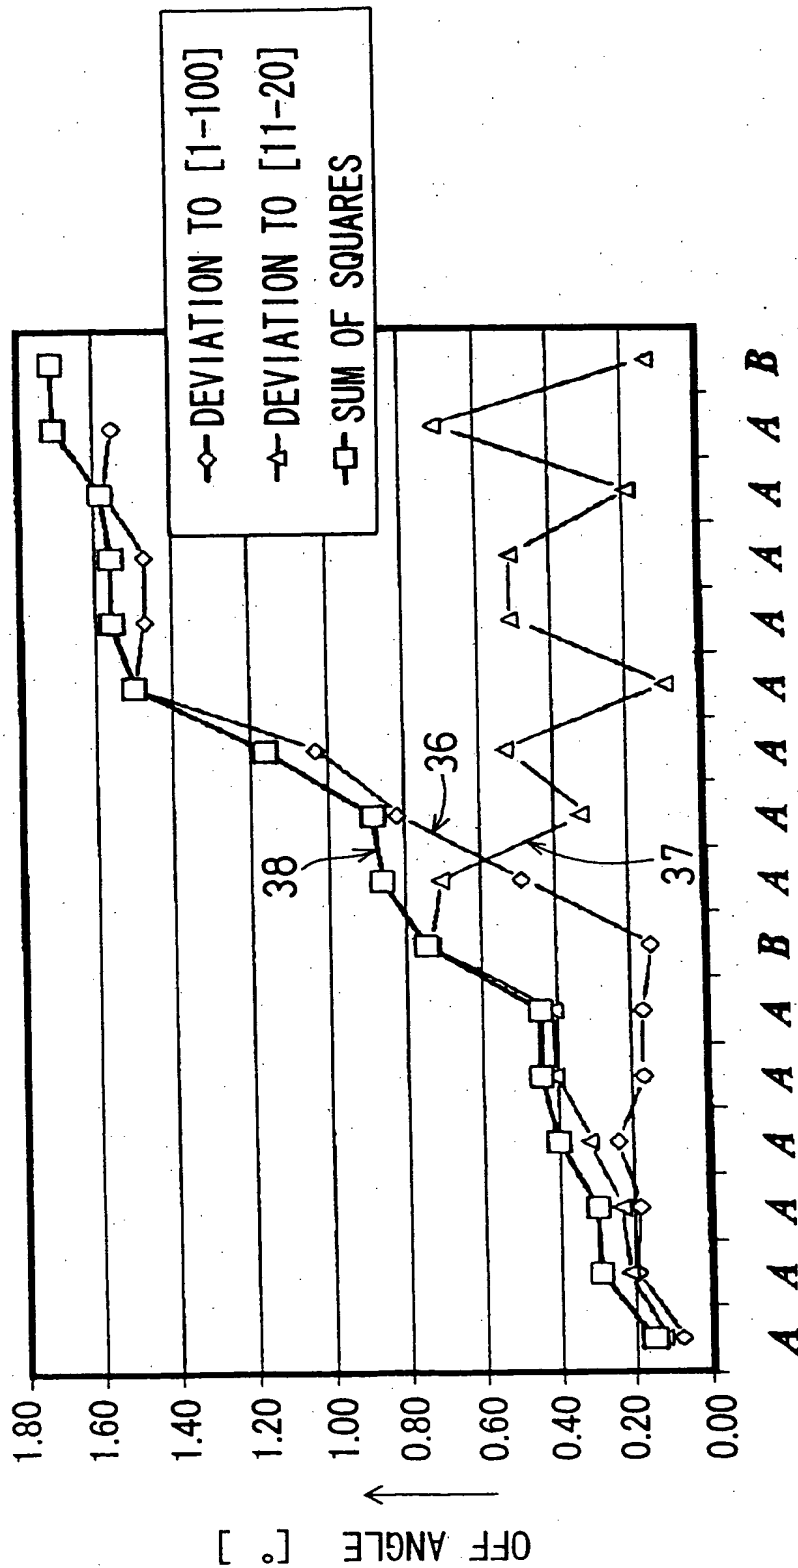 DEVIATION TO [1-100]
DEVIATION TO [11-20]
SUM OF SQUARES
OFF ANGLE [°]
1.80
1.60
1.40
1.20
1.00
0.80
0.60
0.40
0.20
0.00
38
36
37
A A A A A A B A A A A A A A A B